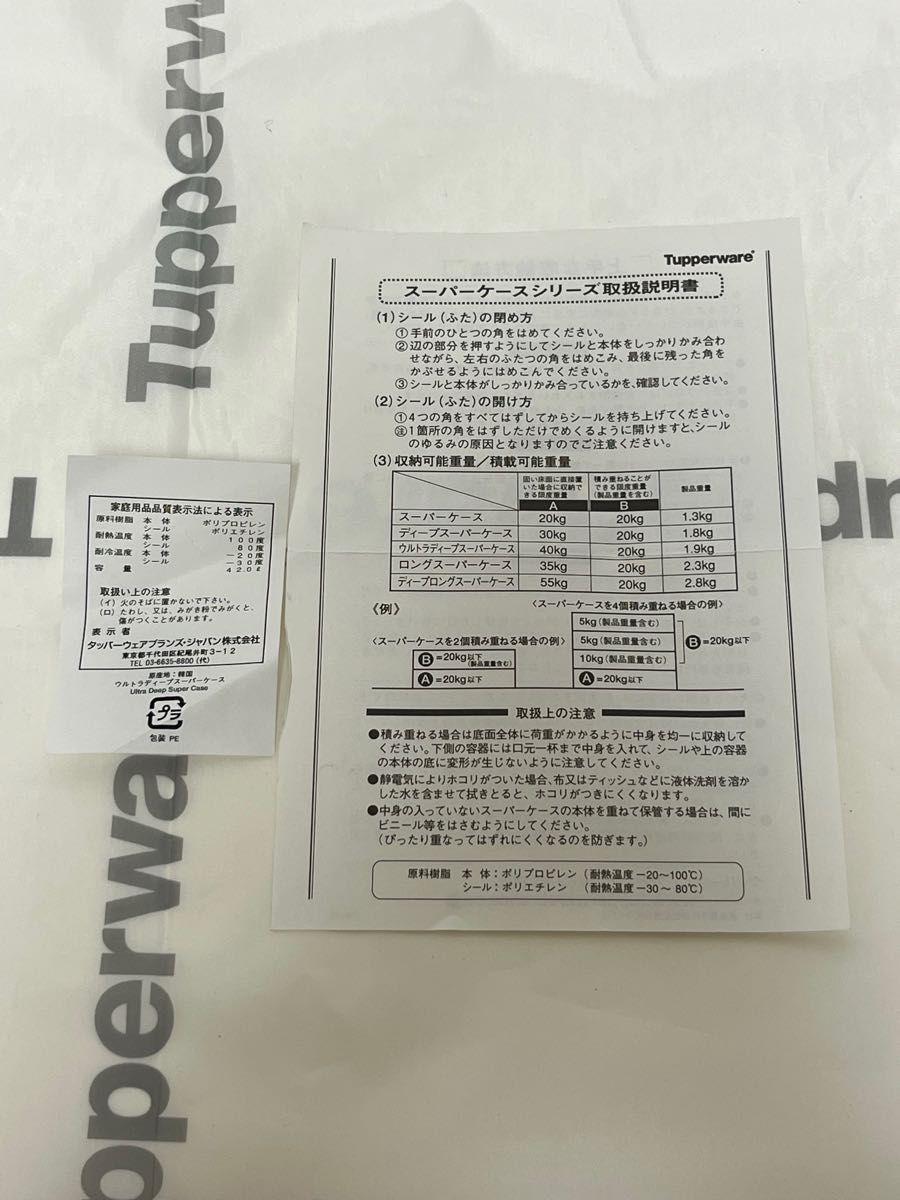 Tupperw
Tupperware®
スーパーケースシリーズ取扱説明書
(1)シール(ふた)の閉め方
①手前のひとつの角をはめてください。
②辺の部分を押すようにしてシールと本体をしっかりかみ合わ
せながら、左右のふたつの角をはめこみ、最後に残った角を
かぶせるようにはめこんでください。
③シールと本体がしっかりかみ合っているかを、確認してください。
(2)シール(ふた)の開け方
①4つの角をすべてはずしてからシールを持ち上げてください。
㊟1箇所の角をはずしただけでめくるように開けますと、シール
のゆるみの原因となりますのでご注意ください。
(3)収納可能重量/積載可能重量
固い床面に直接置いた場合に収納できる限度重量 A 積み重ねることができる限度重量(製品重量を含む) B 製品重量
スーパーケース 20kg 20kg 1.3kg
ディープスーパーケース 30kg 20kg 1.8kg
ウルトラディープスーパーケース 40kg 20kg 1.9kg
ロングスーパーケース 35kg 20kg 2.3kg
ディープロングスーパーケース 55kg 20kg 2.8kg
《例》
<スーパーケースを4個積み重ねる場合の例>
5kg(製品重量含む)
5kg(製品重量含む)
10kg(製品重量含む)
Ⓐ=20kg以下
Ⓑ=20kg以下
<スーパーケースを2個積み重ねる場合の例>
Ⓑ=20kg以下(製品重量含む)
Ⓐ=20kg以下
取扱上の注意
●積み重ねる場合は底面全体に荷重がかかるように中身を均一に収納して
ください。下側の容器には口元一杯まで中身を入れて、シールや上の容器
の本体の底に変形が生じないように注意してください。
●静電気によりホコリがついた場合、布又はティッシュなどに液体洗剤を溶か
した水を含ませて拭きとると、ホコリがつきにくくなります。
●中身の入っていないスーパーケースの本体を重ねて保管する場合は、間に
ビニール等をはさむようにしてください。
(ぴったり重なってはずれにくくなるのを防ぎます。)
原料樹脂 本 体:ポリプロピレン(耐熱温度−20〜100℃)
シール:ポリエチレン (耐熱温度−30〜 80℃)
家庭用品品質表示法による表示
原料樹脂 本 体 ポリプロピレン
シール ポリエチレン
耐熱温度 本 体 100度
シール 80度
耐冷温度 本 体 −20度
シール −30度
容 量 42.0ℓ
取扱い上の注意
(イ)火のそばに置かないで下さい。
(ロ)たわし、又は、みがき粉でみがくと、
傷がつくことがあります。
表 示 者
タッパーウェアブランズ・ジャパン株式会社
東京都千代田区紀尾井町3−12
TEL 03-6635-8800(代)
原産地:韓国
ウルトラディープスーパーケース
Ultra Deep Super Case
プラ
包装 PE
upperwa
T
up